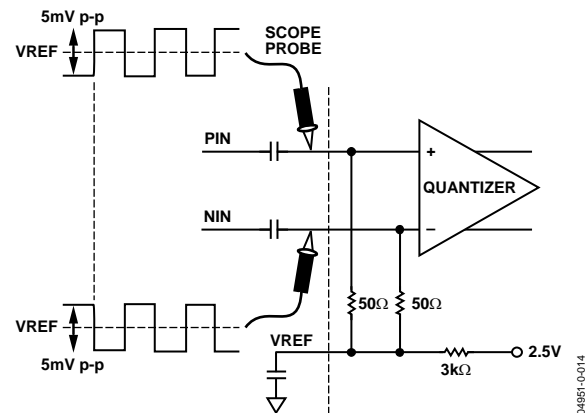 5mV p-p
VREF
SCOPE
PROBE
PIN
+
QUANTIZER
NIN
−
50Ω
50Ω
VREF
5mV p-p
VREF
2.5V
3kΩ
04951-0-014